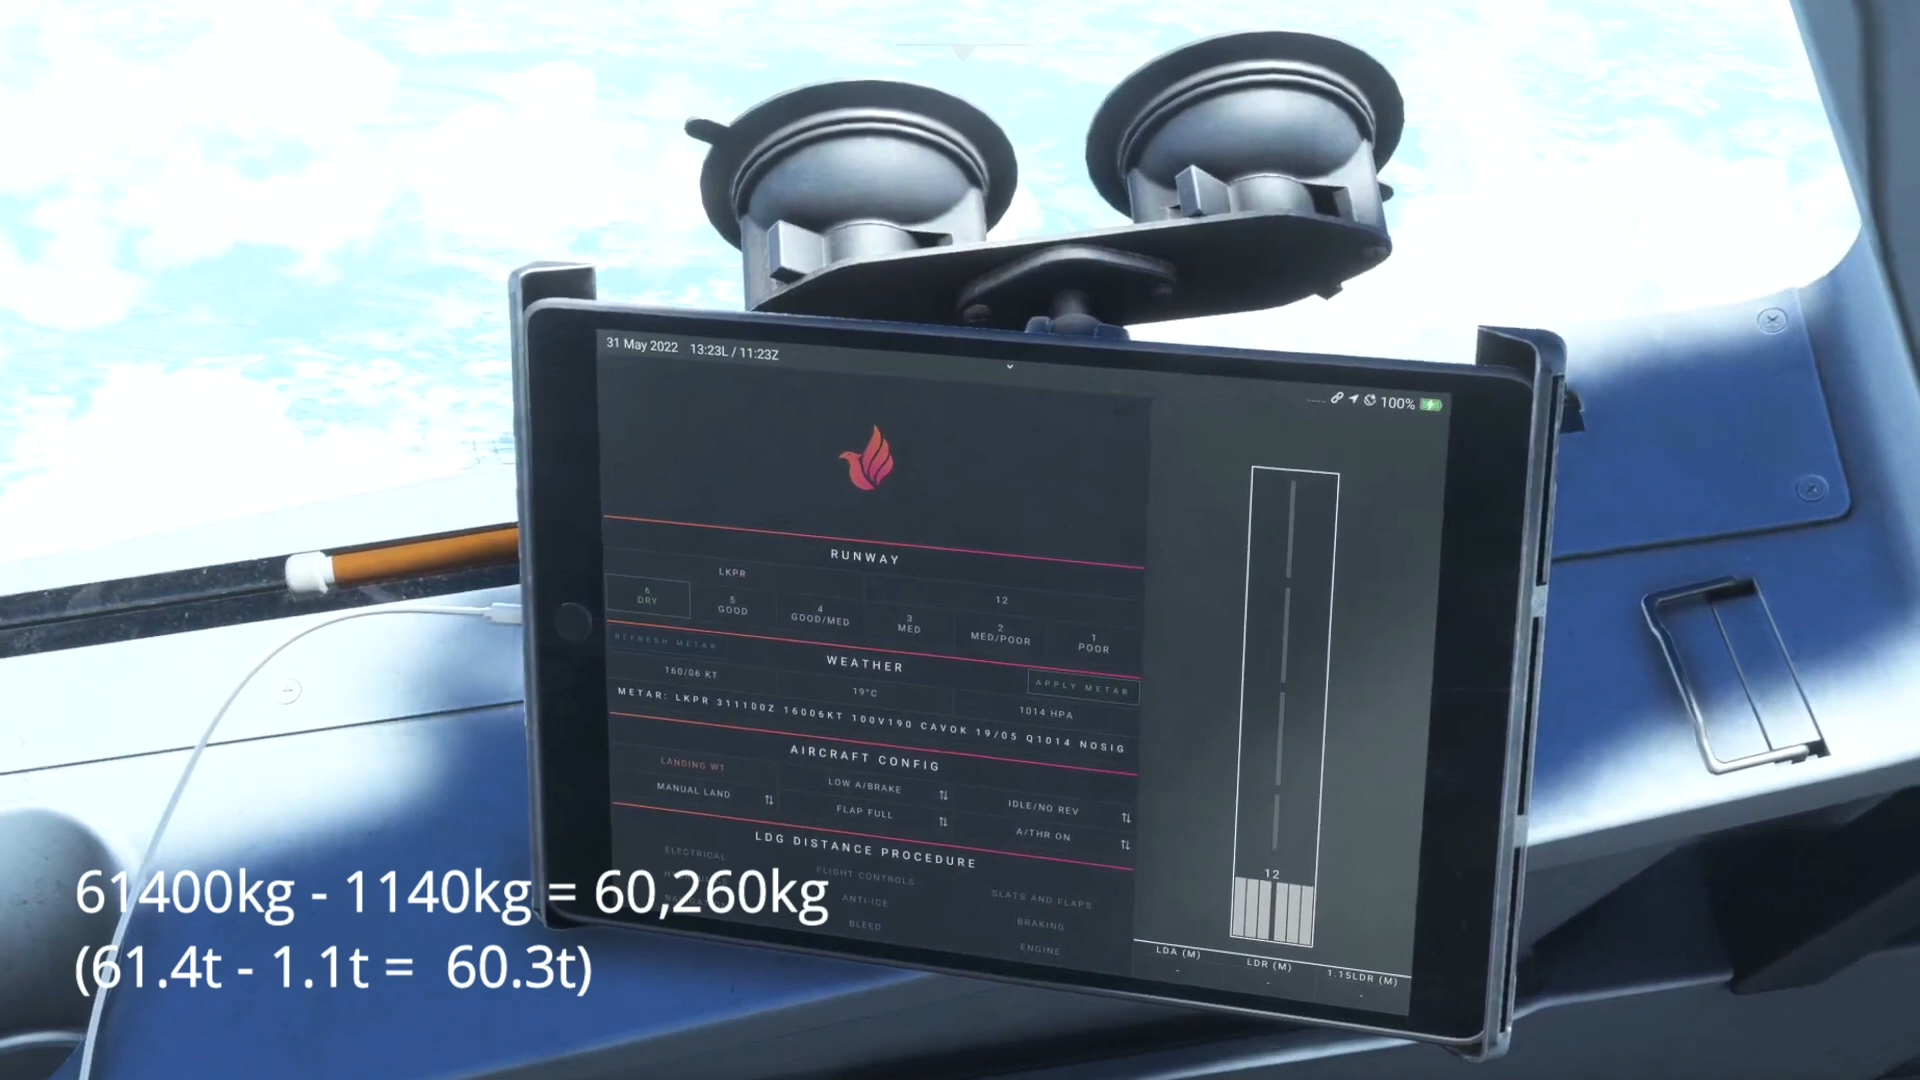 31 May 2022 13:23L / 11:23Z
100%
RUNWAY
LKPR
12
6
DRY
5
GOOD
4
GOOD/MED
3
MED
2
MED/POOR
1
POOR
REFRESH METAR
WEATHER
APPLY METAR
160/06 KT
19°C
1014 HPA
METAR: LKPR 311100Z 16006KT 100V190 CAVOK 19/05 Q1014 NOSIG
AIRCRAFT CONFIG
LANDING WT
LOW A/BRAKE
IDLE/NO REV
MANUAL LAND
FLAP FULL
A/THR ON
LDG DISTANCE PROCEDURE
ELECTRICAL
FLIGHT CONTROLS
SLATS AND FLAPS
ANTI-ICE
BRAKING
BLEED
ENGINE
12
LDA (M)
LDR (M)
1.15LDR (M)
-
-
-
61400kg - 1140kg = 60,260kg
(61.4t - 1.1t = 60.3t)